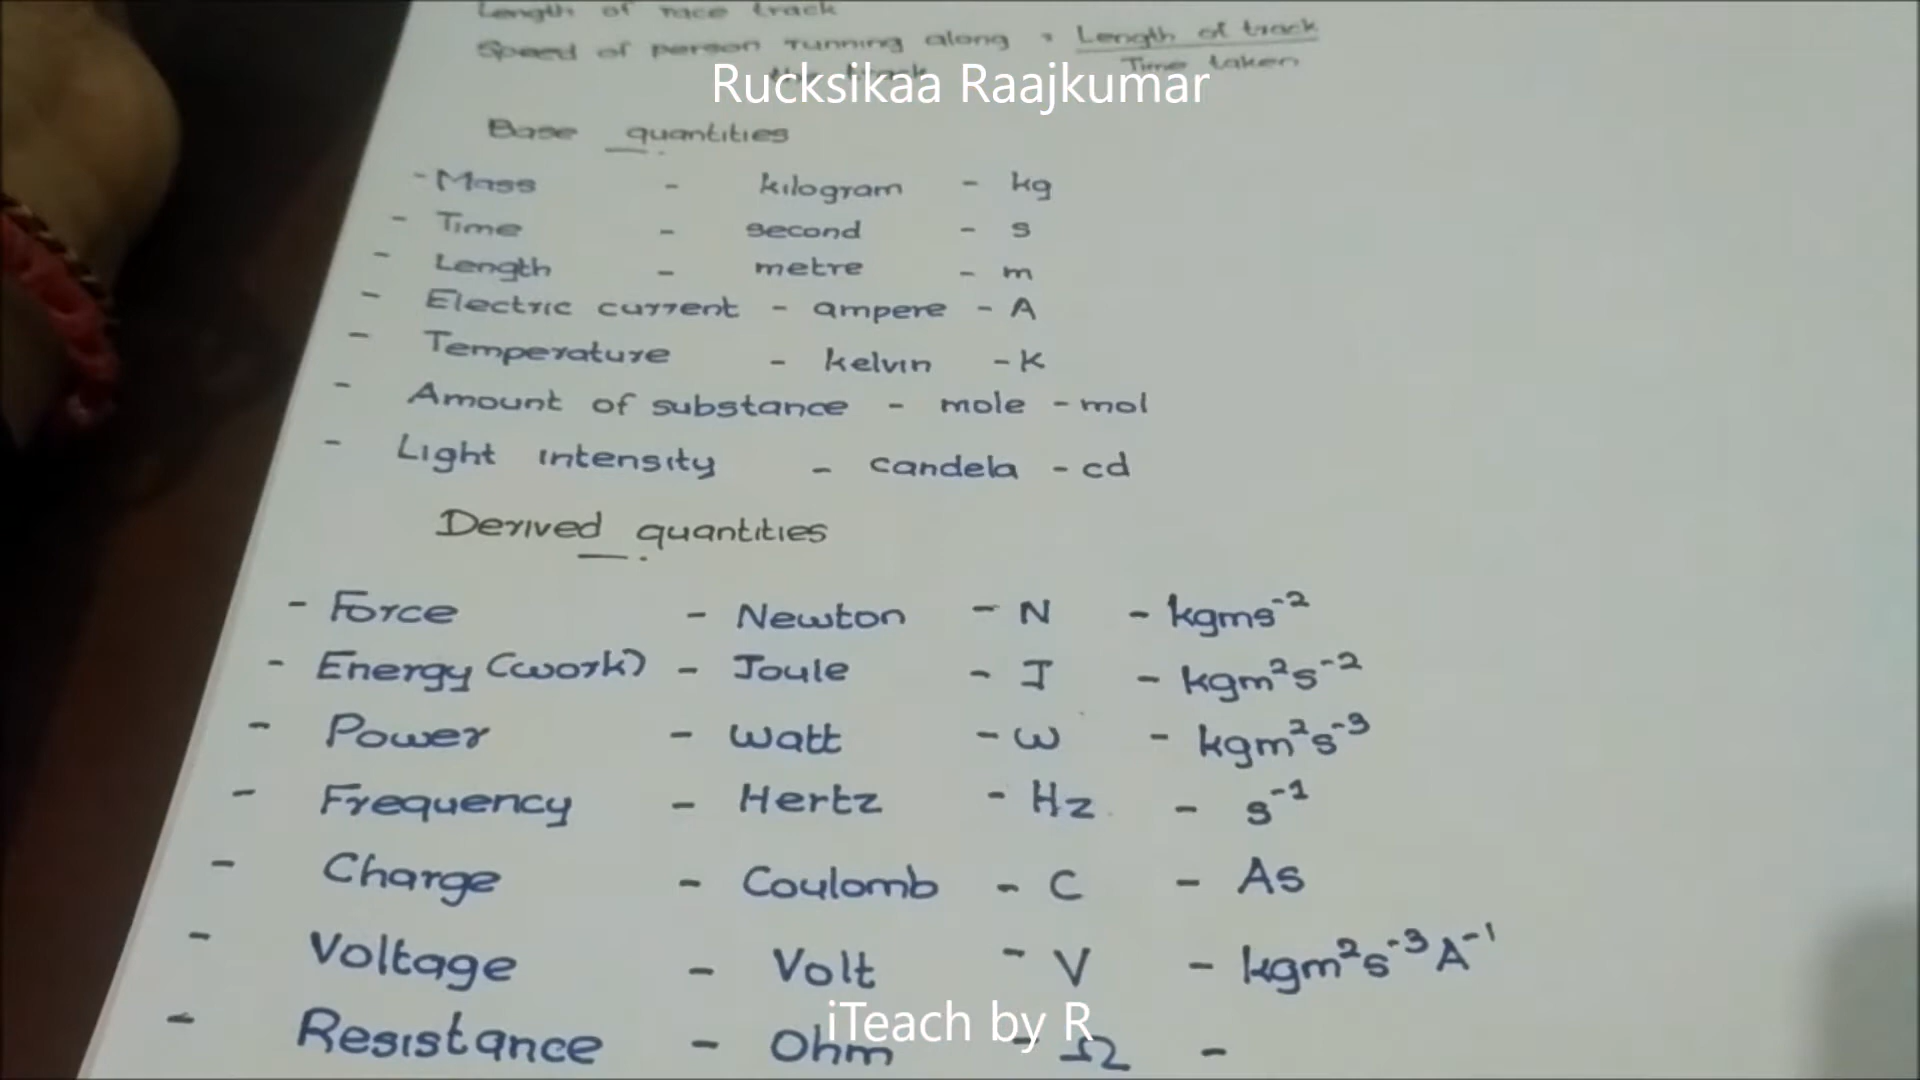 Length of race track
Speed of person running along = Length of track
the track Time taken
Rucksikaa Raajkumar
Base quantities
- Mass - kilogram - kg
- Time - second - s
- Length - metre - m
- Electric current - ampere - A
- Temperature - kelvin - K
- Amount of substance - mole - mol
- Light intensity - candela - cd
Derived quantities
- Force - Newton - N - kgms⁻²
- Energy (work) - Joule - J - kgm²s⁻²
- Power - Watt - W - kgm²s⁻³
- Frequency - Hertz - Hz - s⁻¹
- Charge - Coulomb - C - As
- Voltage - Volt - V - kgm²s⁻³A⁻¹
iTeach by R
- Resistance - Ohm - Ω -